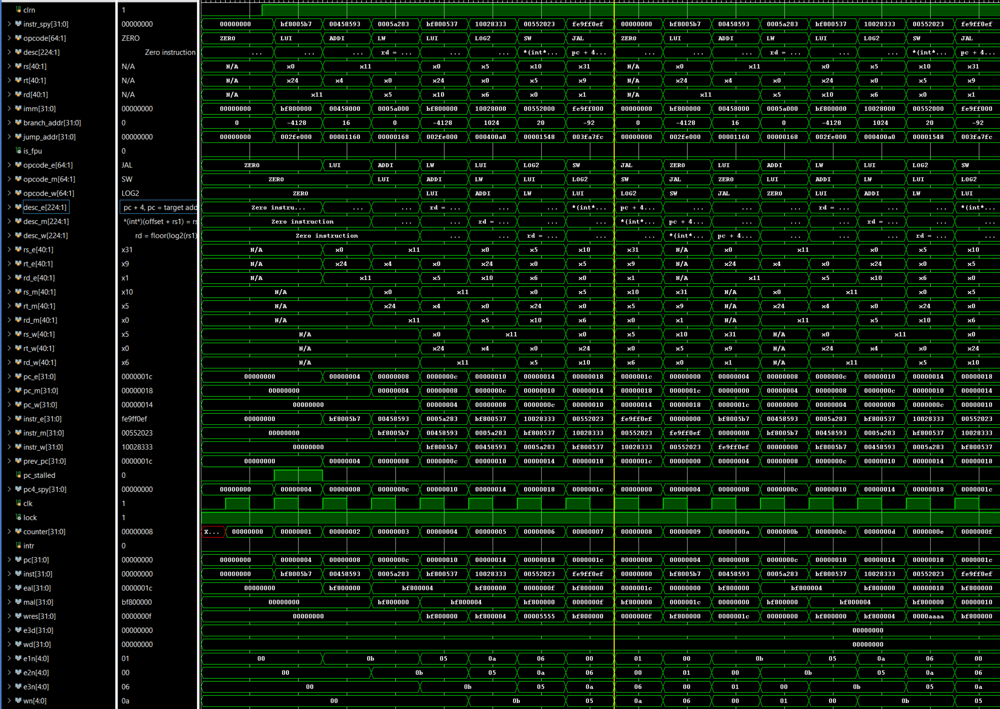 clrn 1
instr_spy[31:0] 00000000 00000000 bf8005b7 00458593 0005a283 bf800537 10028333 00552023 fe9ff0ef 00000000 bf8005b7 00458593 0005a283 bf800537 10028333 00552023 fe9ff0ef
opcode[64:1] ZERO ZERO LUI ADDI LW LUI LOG2 SW JAL ZERO LUI ADDI LW LUI LOG2 SW JAL
desc[224:1] Zero instruction ... ... ... rd = ... ... ... *(int*... pc + 4... ... ... ... rd = ... ... ... *(int*... pc + 4...
rs[40:1] N/A N/A x0 x11 x0 x5 x10 x31 N/A x0 x11 x0 x5 x10 x31
rt[40:1] N/A N/A x24 x4 x0 x24 x0 x5 x9 N/A x24 x4 x0 x24 x0 x5 x9
rd[40:1] N/A N/A x11 x5 x10 x6 x0 x1 N/A x11 x5 x10 x6 x0 x1
imm[31:0] 00000000 00000000 bf800000 00458000 0005a000 bf800000 10028000 00552000 fe9ff000 00000000 bf800000 00458000 0005a000 bf800000 10028000 00552000 fe9ff000
branch_addr[31:0] 0 0 -4128 16 0 -4128 1024 20 -92 0 -4128 16 0 -4128 1024 20 -92
jump_addr[31:0] 00000000 00000000 002fe000 00001160 00000168 002fe000 000400a0 00001548 003fa7fc 00000000 002fe000 00001160 00000168 002fe000 000400a0 00001548 003fa7fc
is_fpu 0
opcode_e[64:1] JAL ZERO LUI ADDI LW LUI LOG2 SW JAL ZERO LUI ADDI LW LUI LOG2 SW
opcode_m[64:1] SW ZERO LUI ADDI LW LUI LOG2 SW JAL ZERO LUI ADDI LW LUI LOG2
opcode_w[64:1] LOG2 ZERO LUI ADDI LW LUI LOG2 SW JAL ZERO LUI ADDI LW LUI
desc_e[224:1] pc + 4, pc = target add Zero instru... ... ... rd = ... ... ... *(int*... pc + 4... ... ... ... rd = ... ... ... *(int*...
desc_m[224:1] *(int*)(offset + rs1) = rs Zero instruction ... ... rd = ... ... ... *(int*... pc + 4... ... ... ... rd = ... ... ...
desc_w[224:1] rd = floor(log2(rs1) Zero instruction ... ... rd = ... ... ... *(int*... pc + 4... ... ... ... rd = ... ...
rs_e[40:1] x31 N/A x0 x11 x0 x5 x10 x31 N/A x0 x11 x0 x5 x10
rt_e[40:1] x9 N/A x24 x4 x0 x24 x0 x5 x9 N/A x24 x4 x0 x24 x0 x5
rd_e[40:1] x1 N/A x11 x5 x10 x6 x0 x1 N/A x11 x5 x10 x6 x0
rs_m[40:1] x10 N/A x0 x11 x0 x5 x10 x31 N/A x0 x11 x0 x5
rt_m[40:1] x5 N/A x24 x4 x0 x24 x0 x5 x9 N/A x24 x4 x0 x24 x0
rd_m[40:1] x0 N/A x11 x5 x10 x6 x0 x1 N/A x11 x5 x10 x6
rs_w[40:1] x5 N/A x0 x11 x0 x5 x10 x31 N/A x0 x11 x0
rt_w[40:1] x0 N/A x24 x4 x0 x24 x0 x5 x9 N/A x24 x4 x0 x24
rd_w[40:1] x6 N/A x11 x5 x10 x6 x0 x1 N/A x11 x5 x10
pc_e[31:0] 0000001c 00000000 00000004 00000008 0000000c 00000010 00000014 00000018 0000001c 00000000 00000004 00000008 0000000c 00000010 00000014 00000018
pc_m[31:0] 00000018 00000000 00000004 00000008 0000000c 00000010 00000014 00000018 0000001c 00000000 00000004 00000008 0000000c 00000010 00000014
pc_w[31:0] 00000014 00000000 00000004 00000008 0000000c 00000010 00000014 00000018 0000001c 00000000 00000004 00000008 0000000c 00000010
instr_e[31:0] fe9ff0ef 00000000 bf8005b7 00458593 0005a283 bf800537 10028333 00552023 fe9ff0ef 00000000 bf8005b7 00458593 0005a283 bf800537 10028333 00552023
instr_m[31:0] 00552023 00000000 bf8005b7 00458593 0005a283 bf800537 10028333 00552023 fe9ff0ef 00000000 bf8005b7 00458593 0005a283 bf800537 10028333
instr_w[31:0] 10028333 00000000 bf8005b7 00458593 0005a283 bf800537 10028333 00552023 fe9ff0ef 00000000 bf8005b7 00458593 0005a283 bf800537
prev_pc[31:0] 0000001c 00000000 00000004 00000008 0000000c 00000010 00000014 00000018 0000001c 00000000 00000004 00000008 0000000c 00000010 00000014 00000018
pc_stalled 0
pc4_spy[31:0] 00000000 00000000 00000004 00000008 0000000c 00000010 00000014 00000018 0000001c 00000000 00000004 00000008 0000000c 00000010 00000014 00000018 0000001c
clk 1
lock 1
counter[31:0] 00000008 X... 00000000 00000001 00000002 00000003 00000004 00000005 00000006 00000007 00000008 00000009 0000000a 0000000b 0000000c 0000000d 0000000e 0000000f
intr 0
pc[31:0] 00000000 00000000 00000004 00000008 0000000c 00000010 00000014 00000018 0000001c 00000000 00000004 00000008 0000000c 00000010 00000014 00000018 0000001c
inst[31:0] 00000000 00000000 bf8005b7 00458593 0005a283 bf800537 10028333 00552023 fe9ff0ef 00000000 bf8005b7 00458593 0005a283 bf800537 10028333 00552023 fe9ff0ef
eal[31:0] 0000001c 00000000 bf800000 bf800004 bf800000 0000000f bf800000 0000001c 00000000 bf800000 bf800004 bf800000 00000010 bf800000
mal[31:0] bf800000 00000000 bf800000 bf800004 bf800000 0000000f bf800000 0000001c 00000000 bf800000 bf800004 bf800000 00000010
wres[31:0] 0000000f 00000000 bf800000 bf800004 00005555 bf800000 0000000f bf800000 0000001c 00000000 bf800000 bf800004 0000aaaa bf800000
e3d[31:0] 00000000 00000000
wd[31:0] 00000000 00000000
e1n[4:0] 01 00 0b 05 0a 06 00 01 00 0b 05 0a 06 00
e2n[4:0] 00 00 0b 05 0a 06 00 01 00 0b 05 0a 06
e3n[4:0] 06 00 0b 05 0a 06 00 01 00 0b 05 0a
wn[4:0] 0a 00 0b 05 0a 06 00 01 00 0b 05